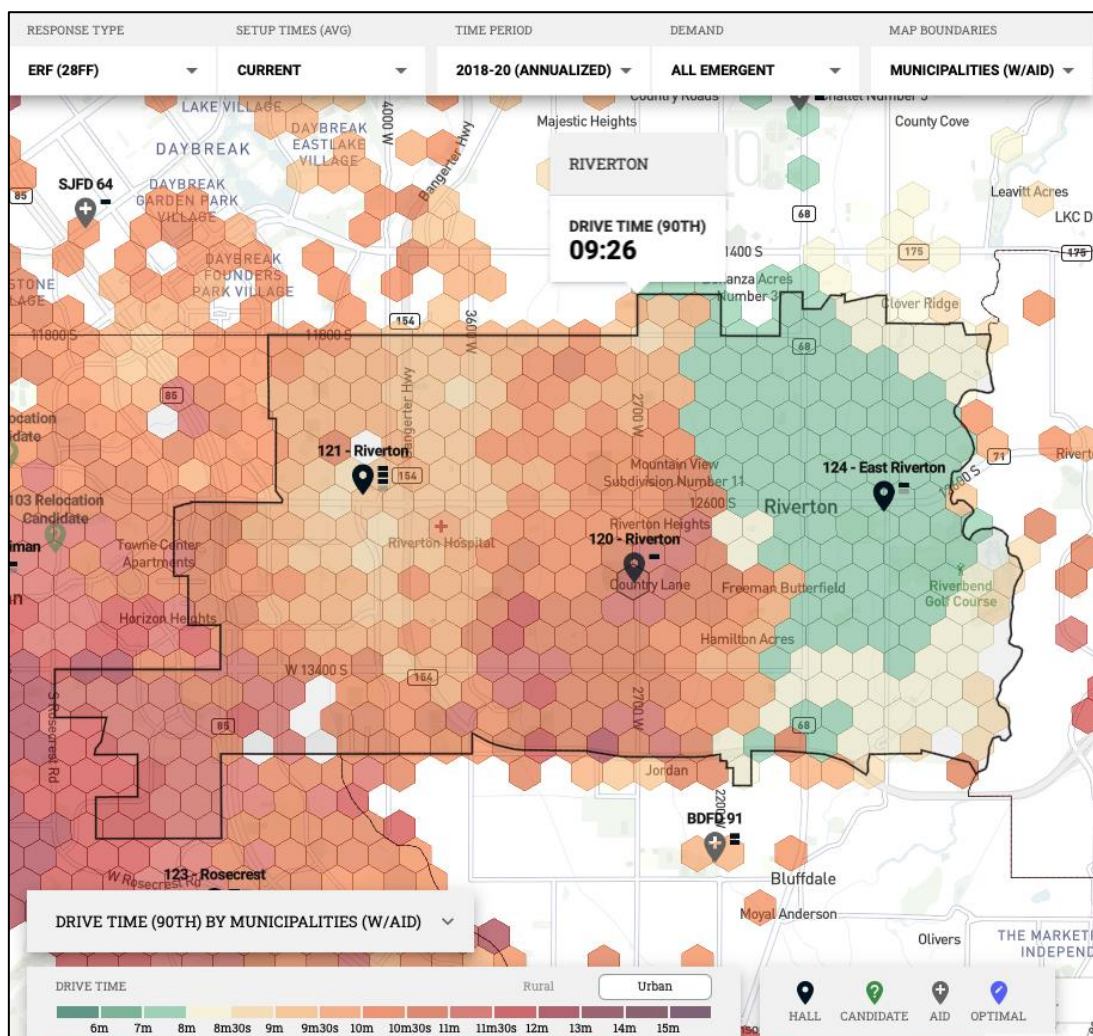 RESPONSE TYPE
SETUP TIMES (AVG)
TIME PERIOD
DEMAND
MAP BOUNDARIES
ERF (28FF)
CURRENT
2018-20 (ANNUALIZED)
ALL EMERGENT
MUNICIPALITIES (W/AID)
LAKE VILLAGE
4000 W
Bangerter Hwy
Country Roads
Majestic Heights
County Cove
DAYBREAK
EASTLAKE
VILLAGE
DAYBREAK
RIVERTON
DRIVE TIME (90TH)
09:26
SJFD 64
85
DAYBREAK
GARDEN PARK
VILLAGE
Leavitt Acres
LKC D
68
DAYBREAK
FOUNDERS
PARK VILLAGE
1400 S
175
175
Number 3
Clover Ridge
11800 S
11800 S
154
3600 W
68
85
Bangerter Hwy
2700 W
121 - Riverton
154
Mountain View
Subdivision Number 11
124 - East Riverton
71
12600 S
Riverton
103 Relocation
Candidate
Riverton Hospital
Riverton Heights
120 - Riverton
Country Lane
Towne Center
Apartments
Freeman Butterfield
Riverbend
Golf Course
Horizon Heights
Hamilton Acres
W 13400 S
154
S Rosecrest Rd
85
2700 W
68
Jordan
2200 W
BDFD 91
123 - Rosecrest
W Rosecrest Rd
Bluffdale
Moyal Anderson
Olivers
DRIVE TIME (90TH) BY MUNICIPALITIES (W/AID)
THE MARKET
INDEPEND
DRIVE TIME
Rural
Urban
6m
7m
8m
8m30s
9m
9m30s
10m
10m30s
11m
11m30s
12m
13m
14m
15m
HALL
CANDIDATE
AID
OPTIMAL